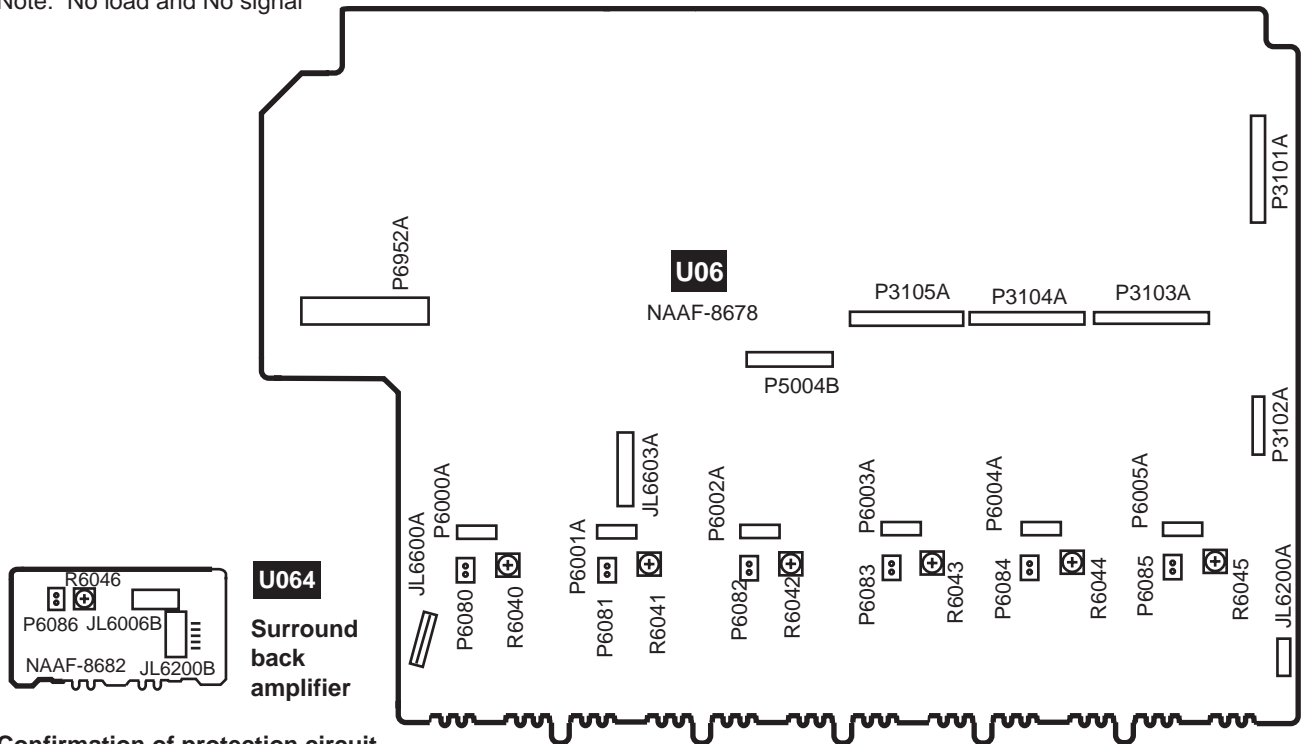 Note: No load and No signal
P3101A
P6952A
U06
NAAF-8678
P3105A
P3104A
P3103A
P5004B
P3102A
JL6603A
P6000A
P6001A
P6002A
P6003A
P6004A
P6005A
JL6600A
P6080
R6040
P6081
R6041
P6082
R6042
P6083
R6043
P6084
R6044
P6085
R6045
JL6200A
R6046
P6086
JL6006B
NAAF-8682
JL6200B
U064
Surround
back
amplifier
Confirmation of protection circuit